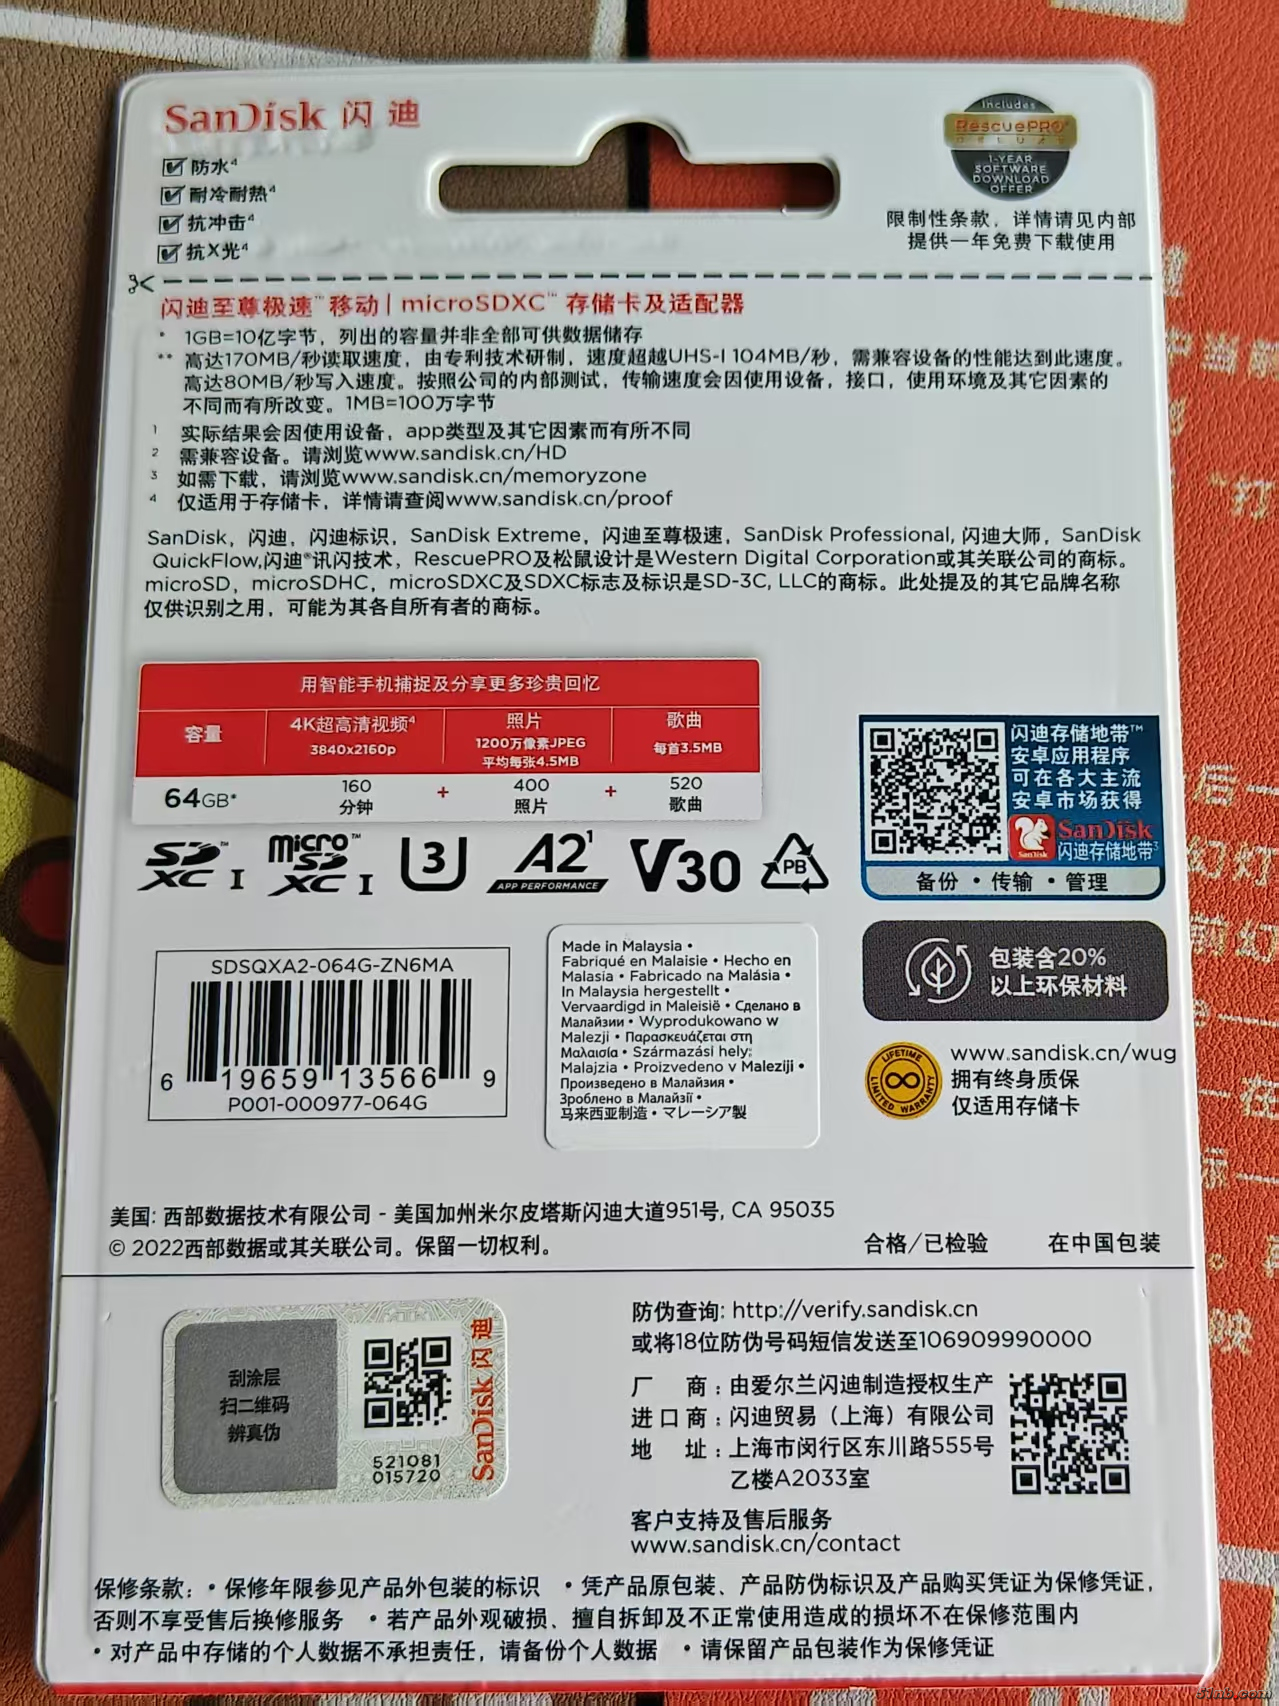 SanDisk 闪迪
防水⁴
耐冷耐热⁴
抗冲击⁴
抗X光⁴
Includes
RescuePRO®
DELUXE
1-YEAR
SOFTWARE
DOWNLOAD
OFFER
限制性条款，详情请见内部
提供一年免费下载使用
闪迪至尊极速™移动 | microSDXC™ 存储卡及适配器
* 1GB=10亿字节，列出的容量并非全部可供数据储存
** 高达170MB/秒读取速度，由专利技术研制，速度超越UHS-I 104MB/秒，需兼容设备的性能达到此速度。
高达80MB/秒写入速度。按照公司的内部测试，传输速度会因使用设备，接口，使用环境及其它因素的
不同而有所改变。1MB=100万字节
¹ 实际结果会因使用设备，app类型及其它因素而有所不同
² 需兼容设备。请浏览www.sandisk.cn/HD
³ 如需下载，请浏览www.sandisk.cn/memoryzone
⁴ 仅适用于存储卡，详情请查阅www.sandisk.cn/proof
SanDisk，闪迪，闪迪标识，SanDisk Extreme，闪迪至尊极速，SanDisk Professional, 闪迪大师，SanDisk
QuickFlow,闪迪®讯闪技术，RescuePRO及松鼠设计是Western Digital Corporation或其关联公司的商标。
microSD，microSDHC，microSDXC及SDXC标志及标识是SD-3C, LLC的商标。此处提及的其它品牌名称
仅供识别之用，可能为其各自所有者的商标。
用智能手机捕捉及分享更多珍贵回忆
容量 4K超高清视频⁴ 照片 歌曲
3840x2160p 1200万像素JPEG 每首3.5MB
平均每张4.5MB
64GB* 160 + 400 + 520
分钟 照片 歌曲
闪迪存储地带™
安卓应用程序
可在各大主流
安卓市场获得
SanDisk
SanDisk
闪迪存储地带³
备份 • 传输 • 管理
SD XC I micro SD XC I ™ U3 A2¹ APP PERFORMANCE V30 PB
SDSQXA2-064G-ZN6MA
6 19659 13566 9
P001-000977-064G
Made in Malaysia •
Fabriqué en Malaisie • Hecho en
Malasia • Fabricado na Malásia •
In Malaysia hergestellt •
Vervaardigd in Maleisië • Сделано в
Малайзии • Wyprodukowano w
Malezji • Παρασκευάζεται στη
Μαλαισία • Származási hely:
Malajzia • Proizvedeno v Maleziji •
Произведено в Малайзия •
Зроблено в Малайзії •
马来西亚制造 • マレーシア製
包装含20%
以上环保材料
LIFETIME
LIMITED WARRANTY
www.sandisk.cn/wug
拥有终身质保
仅适用存储卡
美国: 西部数据技术有限公司 - 美国加州米尔皮塔斯闪迪大道951号, CA 95035
© 2022西部数据或其关联公司。保留一切权利。
合格/已检验 在中国包装
刮涂层
扫二维码
辨真伪
521081
015720
SanDisk 闪迪
防伪查询: http://verify.sandisk.cn
或将18位防伪号码短信发送至106909990000
厂 商：由爱尔兰闪迪制造授权生产
进口商：闪迪贸易（上海）有限公司
地 址：上海市闵行区东川路555号
乙楼A2033室
客户支持及售后服务
www.sandisk.cn/contact
保修条款：• 保修年限参见产品外包装的标识 • 凭产品原包装、产品防伪标识及产品购买凭证为保修凭证，
否则不享受售后换修服务 • 若产品外观破损、擅自拆卸及不正常使用造成的损坏不在保修范围内
• 对产品中存储的个人数据不承担责任，请备份个人数据 • 请保留产品包装作为保修凭证